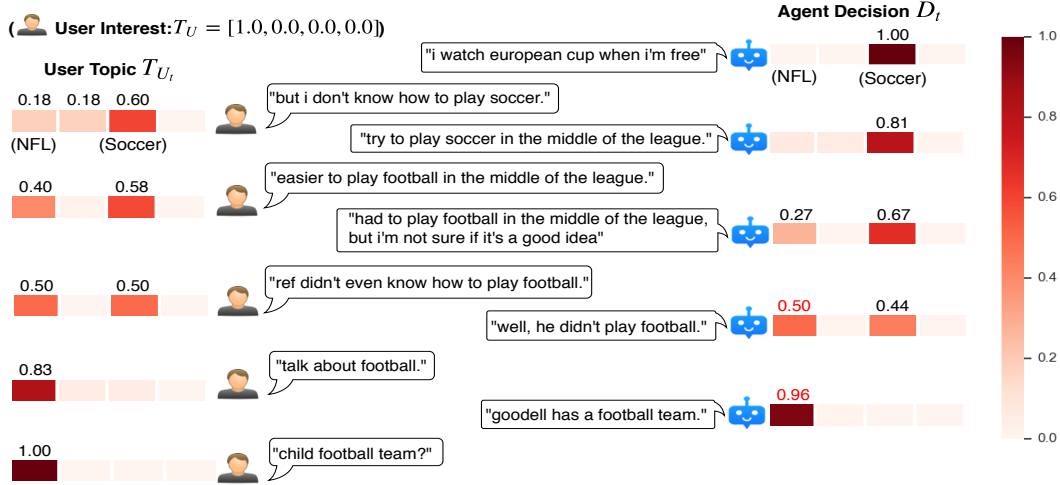 ( User Interest: T_U = [1.0, 0.0, 0.0, 0.0])
Agent Decision D_t
"i watch european cup when i'm free"
1.00
(NFL) (Soccer)
User Topic T_{U_t}
0.18 0.18 0.60
(NFL) (Soccer)
"but i don't know how to play soccer."
"try to play soccer in the middle of the league."
0.81
0.40 0.58
"easier to play football in the middle of the league."
"had to play football in the middle of the league,
but i'm not sure if it's a good idea"
0.27 0.67
0.50 0.50
"ref didn't even know how to play football."
"well, he didn't play football."
0.50 0.44
0.83
"talk about football."
"goodell has a football team."
0.96
1.00
"child football team?"
1.0
0.8
0.6
0.4
0.2
0.0